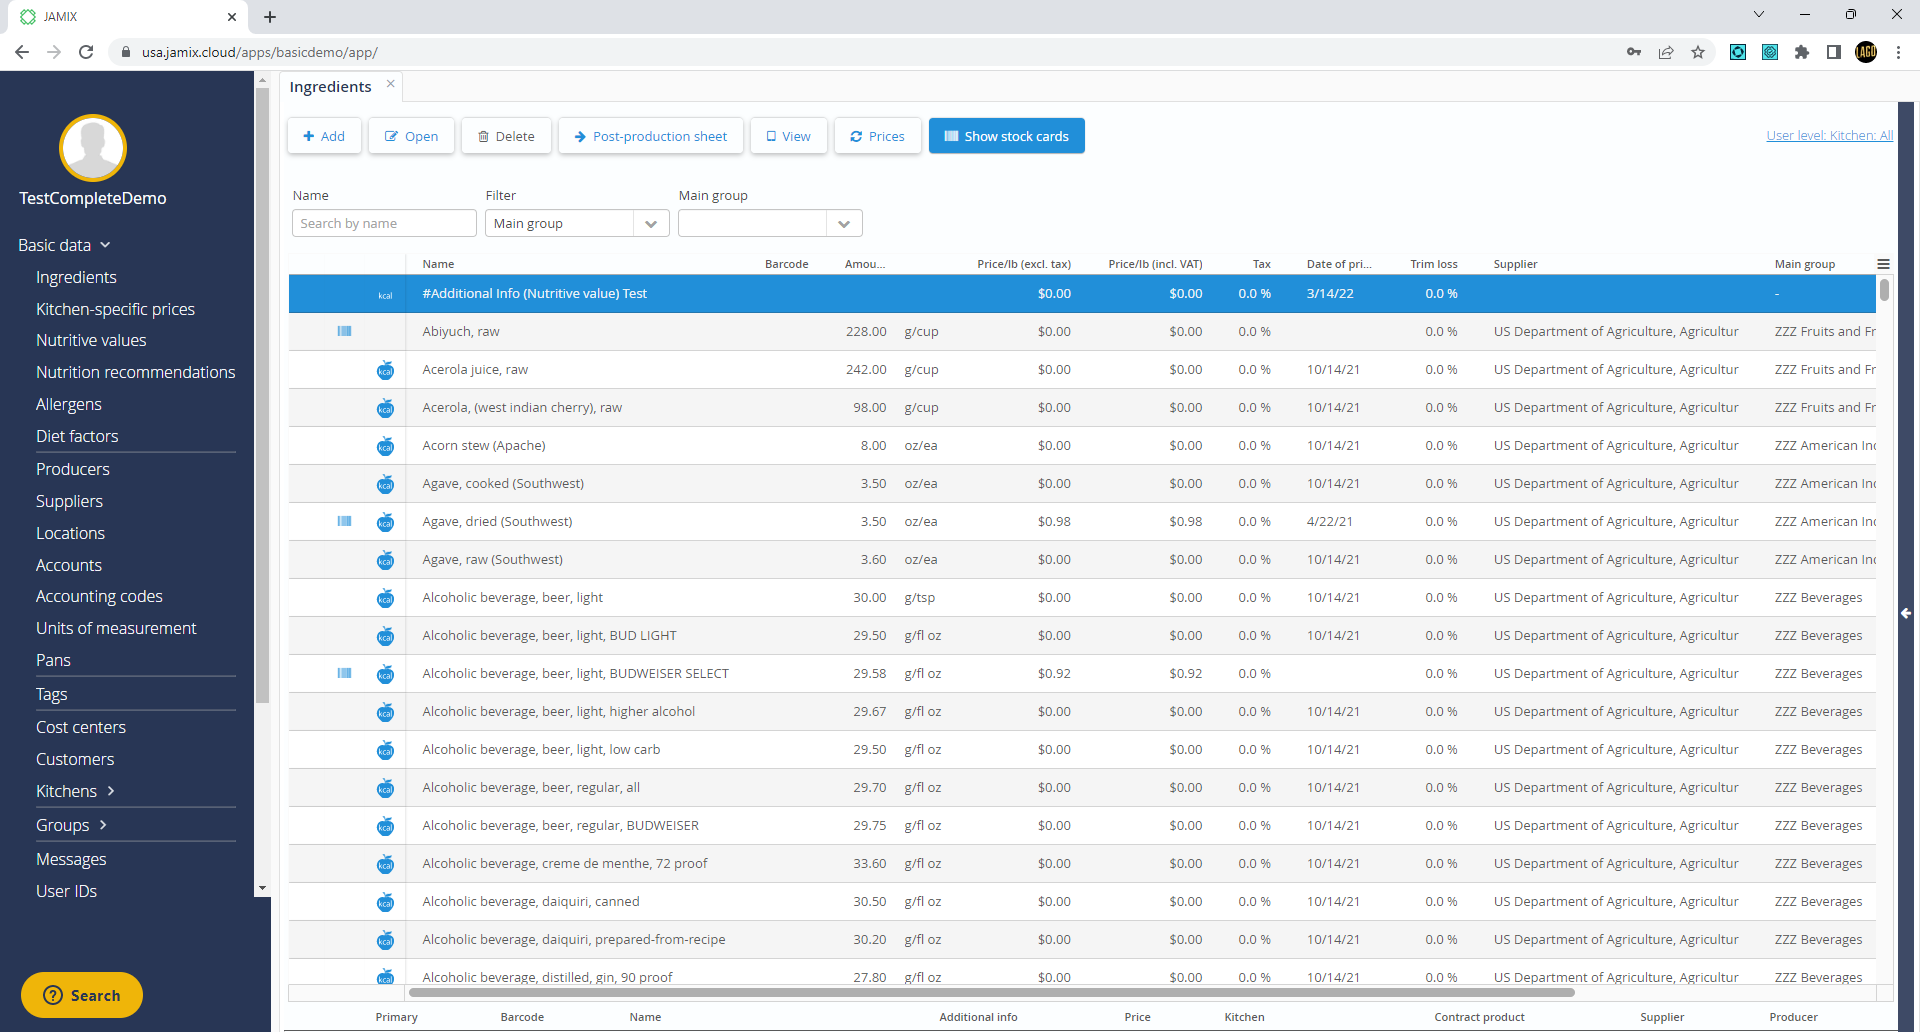 JAMIX
usa.jamix.cloud/apps/basicdemo/app/
LAGO
TestCompleteDemo
Basic data
Ingredients
Kitchen-specific prices
Nutritive values
Nutrition recommendations
Allergens
Diet factors
Producers
Suppliers
Locations
Accounts
Accounting codes
Units of measurement
Pans
Tags
Cost centers
Customers
Kitchens
Groups
Messages
User IDs
Search
Ingredients
Add Open Delete Post-production sheet View Prices Show stock cards User level: Kitchen: All
Name Filter Main group
Search by name Main group
Name Barcode Amou... Price/lb (excl. tax) Price/lb (incl. VAT) Tax Date of pri... Trim loss Supplier Main group
kcal #Additional Info (Nutritive value) Test $0.00 $0.00 0.0 % 3/14/22 0.0 % -
Abiyuch, raw 228.00 g/cup $0.00 $0.00 0.0 % 0.0 % US Department of Agriculture, Agricultur ZZZ Fruits and Fr
kcal Acerola juice, raw 242.00 g/cup $0.00 $0.00 0.0 % 10/14/21 0.0 % US Department of Agriculture, Agricultur ZZZ Fruits and Fr
kcal Acerola, (west indian cherry), raw 98.00 g/cup $0.00 $0.00 0.0 % 10/14/21 0.0 % US Department of Agriculture, Agricultur ZZZ Fruits and Fr
kcal Acorn stew (Apache) 8.00 oz/ea $0.00 $0.00 0.0 % 10/14/21 0.0 % US Department of Agriculture, Agricultur ZZZ American Inc
kcal Agave, cooked (Southwest) 3.50 oz/ea $0.00 $0.00 0.0 % 10/14/21 0.0 % US Department of Agriculture, Agricultur ZZZ American Inc
kcal Agave, dried (Southwest) 3.50 oz/ea $0.98 $0.98 0.0 % 4/22/21 0.0 % US Department of Agriculture, Agricultur ZZZ American Inc
kcal Agave, raw (Southwest) 3.60 oz/ea $0.00 $0.00 0.0 % 10/14/21 0.0 % US Department of Agriculture, Agricultur ZZZ American Inc
kcal Alcoholic beverage, beer, light 30.00 g/tsp $0.00 $0.00 0.0 % 10/14/21 0.0 % US Department of Agriculture, Agricultur ZZZ Beverages
kcal Alcoholic beverage, beer, light, BUD LIGHT 29.50 g/fl oz $0.00 $0.00 0.0 % 10/14/21 0.0 % US Department of Agriculture, Agricultur ZZZ Beverages
kcal Alcoholic beverage, beer, light, BUDWEISER SELECT 29.58 g/fl oz $0.92 $0.92 0.0 % US Department of Agriculture, Agricultur ZZZ Beverages
kcal Alcoholic beverage, beer, light, higher alcohol 29.67 g/fl oz $0.00 $0.00 0.0 % 10/14/21 0.0 % US Department of Agriculture, Agricultur ZZZ Beverages
kcal Alcoholic beverage, beer, light, low carb 29.50 g/fl oz $0.00 $0.00 0.0 % 10/14/21 0.0 % US Department of Agriculture, Agricultur ZZZ Beverages
kcal Alcoholic beverage, beer, regular, all 29.70 g/fl oz $0.00 $0.00 0.0 % 10/14/21 0.0 % US Department of Agriculture, Agricultur ZZZ Beverages
kcal Alcoholic beverage, beer, regular, BUDWEISER 29.75 g/fl oz $0.00 $0.00 0.0 % 10/14/21 0.0 % US Department of Agriculture, Agricultur ZZZ Beverages
kcal Alcoholic beverage, creme de menthe, 72 proof 33.60 g/fl oz $0.00 $0.00 0.0 % 10/14/21 0.0 % US Department of Agriculture, Agricultur ZZZ Beverages
kcal Alcoholic beverage, daiquiri, canned 30.50 g/fl oz $0.00 $0.00 0.0 % 10/14/21 0.0 % US Department of Agriculture, Agricultur ZZZ Beverages
kcal Alcoholic beverage, daiquiri, prepared-from-recipe 30.20 g/fl oz $0.00 $0.00 0.0 % 10/14/21 0.0 % US Department of Agriculture, Agricultur ZZZ Beverages
kcal Alcoholic beverage, distilled, gin, 90 proof 27.80 g/fl oz $0.00 $0.00 0.0 % 10/14/21 0.0 % US Department of Agriculture, Agricultur ZZZ Beverages
Primary Barcode Name Additional info Price Kitchen Contract product Supplier Producer